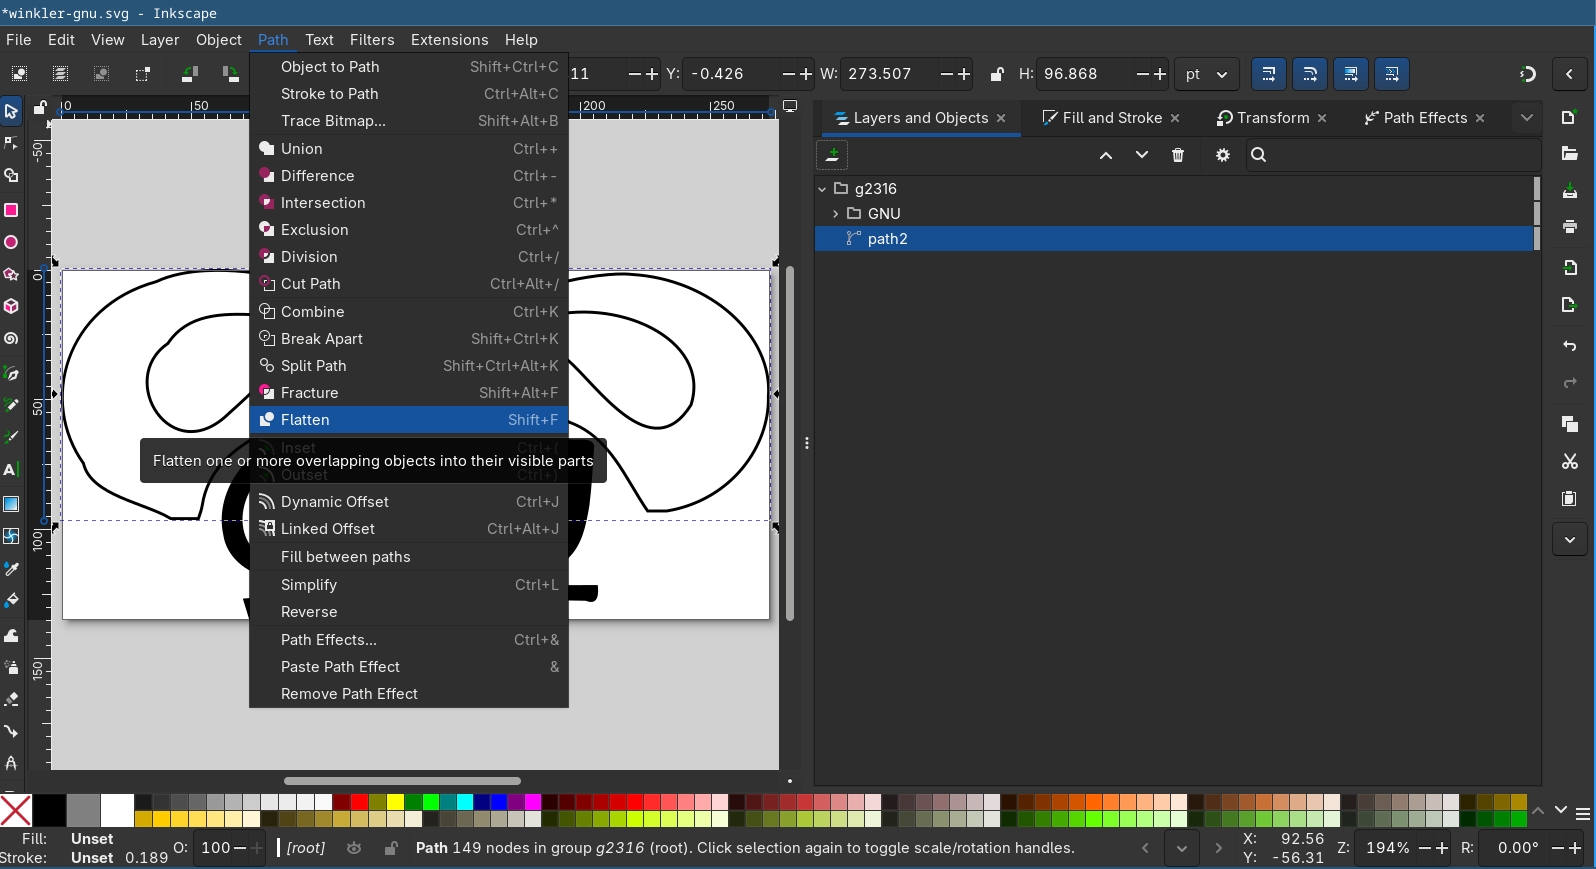 *winkler-gnu.svg - Inkscape
File Edit View Layer Object Path Text Filters Extensions Help
11 Y: -0.426 W: 273.507 H: 96.868 pt
0 50 200 250
-50
0
50
100
150
Object to Path Shift+Ctrl+C
Stroke to Path Ctrl+Alt+C
Trace Bitmap... Shift+Alt+B
Union Ctrl++
Difference Ctrl+-
Intersection Ctrl+*
Exclusion Ctrl+^
Division Ctrl+/
Cut Path Ctrl+Alt+/
Combine Ctrl+K
Break Apart Shift+Ctrl+K
Split Path Shift+Ctrl+Alt+K
Fracture Shift+Alt+F
Flatten Shift+F
Inset Ctrl+(
Flatten one or more overlapping objects into their visible parts
Outset Ctrl+)
Dynamic Offset Ctrl+J
Linked Offset Ctrl+Alt+J
Fill between paths
Simplify Ctrl+L
Reverse
Path Effects... Ctrl+&
Paste Path Effect &
Remove Path Effect
Layers and Objects Fill and Stroke Transform Path Effects
g2316
GNU
path2
Fill: Unset
Stroke: Unset 0.189
O: 100
[root]
Path 149 nodes in group g2316 (root). Click selection again to toggle scale/rotation handles.
X: 92.56
Y: -56.31
Z: 194%
R: 0.00°